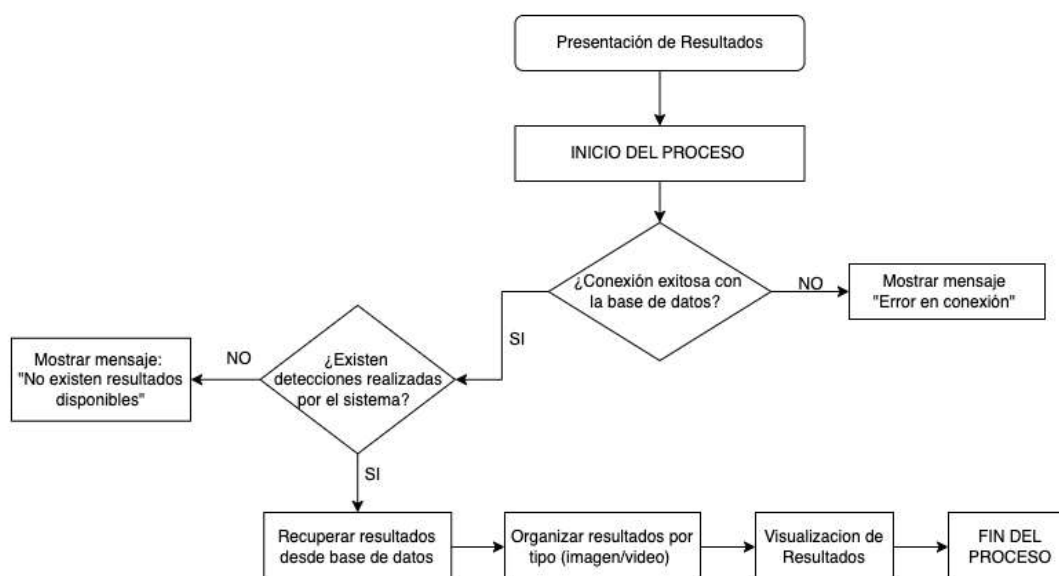 Presentación de Resultados
INICIO DEL PROCESO
¿Conexión exitosa con
la base de datos?
NO
Mostrar mensaje
"Error en conexión"
SI
¿Existen
detecciones realizadas
por el sistema?
NO
Mostrar mensaje:
"No existen resultados
disponibles"
SI
Recuperar resultados
desde base de datos
Organizar resultados por
tipo (imagen/video)
Visualizacion de
Resultados
FIN DEL
PROCESO